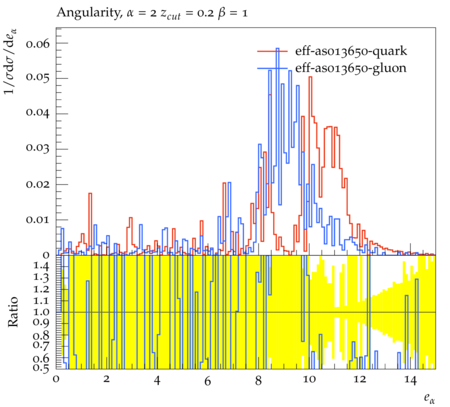 Angularity, α = 2 z_cut = 0.2 β = 1
1/σdσ/de_α
0.06
0.05
0.04
0.03
0.02
0.01
0
eff-as013650-quark
eff-as013650-gluon
Ratio
1.4
1.3
1.2
1.1
1.0
0.9
0.8
0.7
0.6
0.5
0 2 4 6 8 10 12 14
e_α